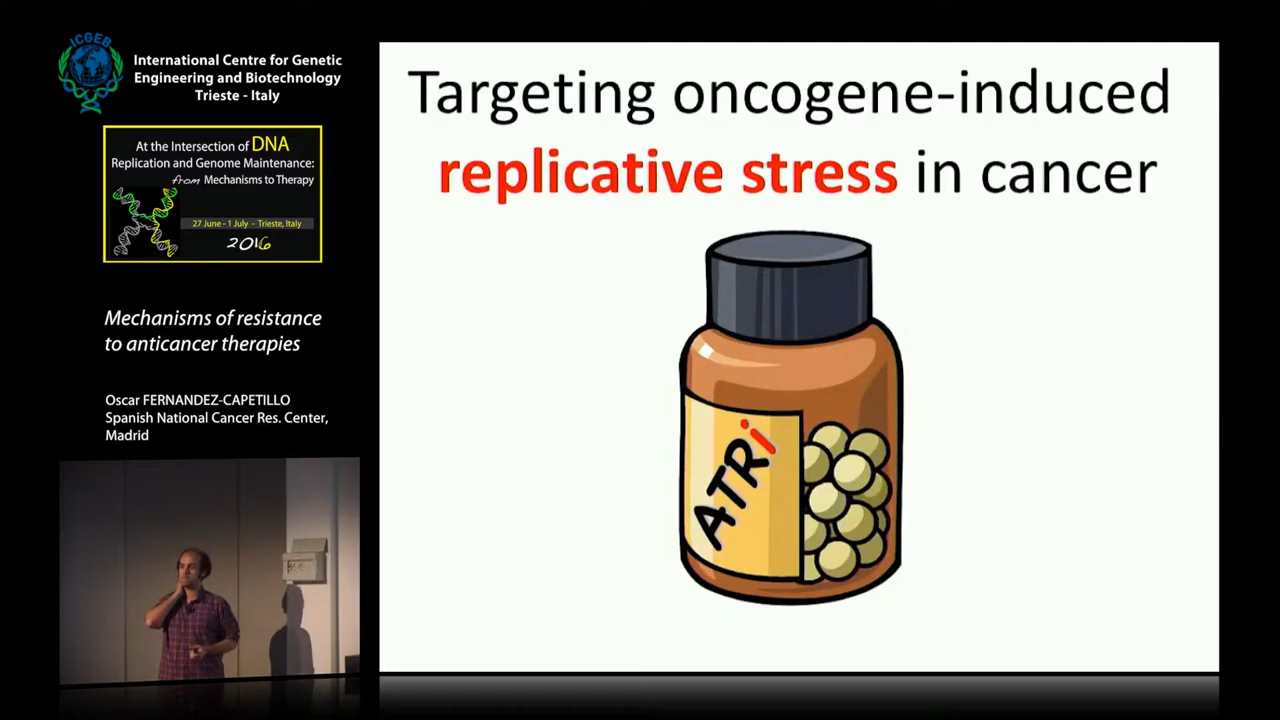 ICGEB
International Centre for Genetic
Engineering and Biotechnology
Trieste - Italy
At the Intersection of DNA
Replication and Genome Maintenance:
from Mechanisms to Therapy
27 June - 1 July - Trieste, Italy
2016
Mechanisms of resistance
to anticancer therapies
Oscar FERNANDEZ-CAPETILLO
Spanish National Cancer Res. Center,
Madrid
Targeting oncogene-induced
replicative stress in cancer
ATRi